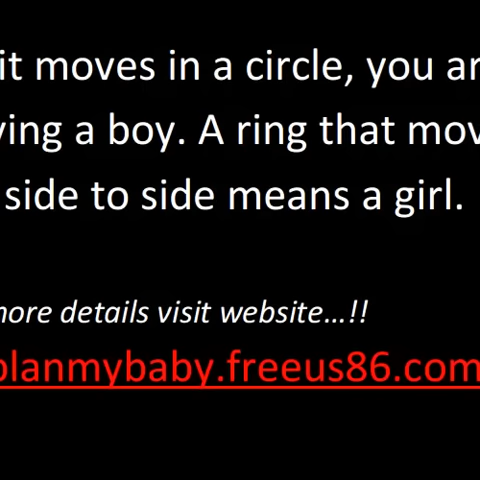 it moves in a circle, you ar
ving a boy. A ring that mov
side to side means a girl.
more details visit website...!!
planmybaby.freeus86.com